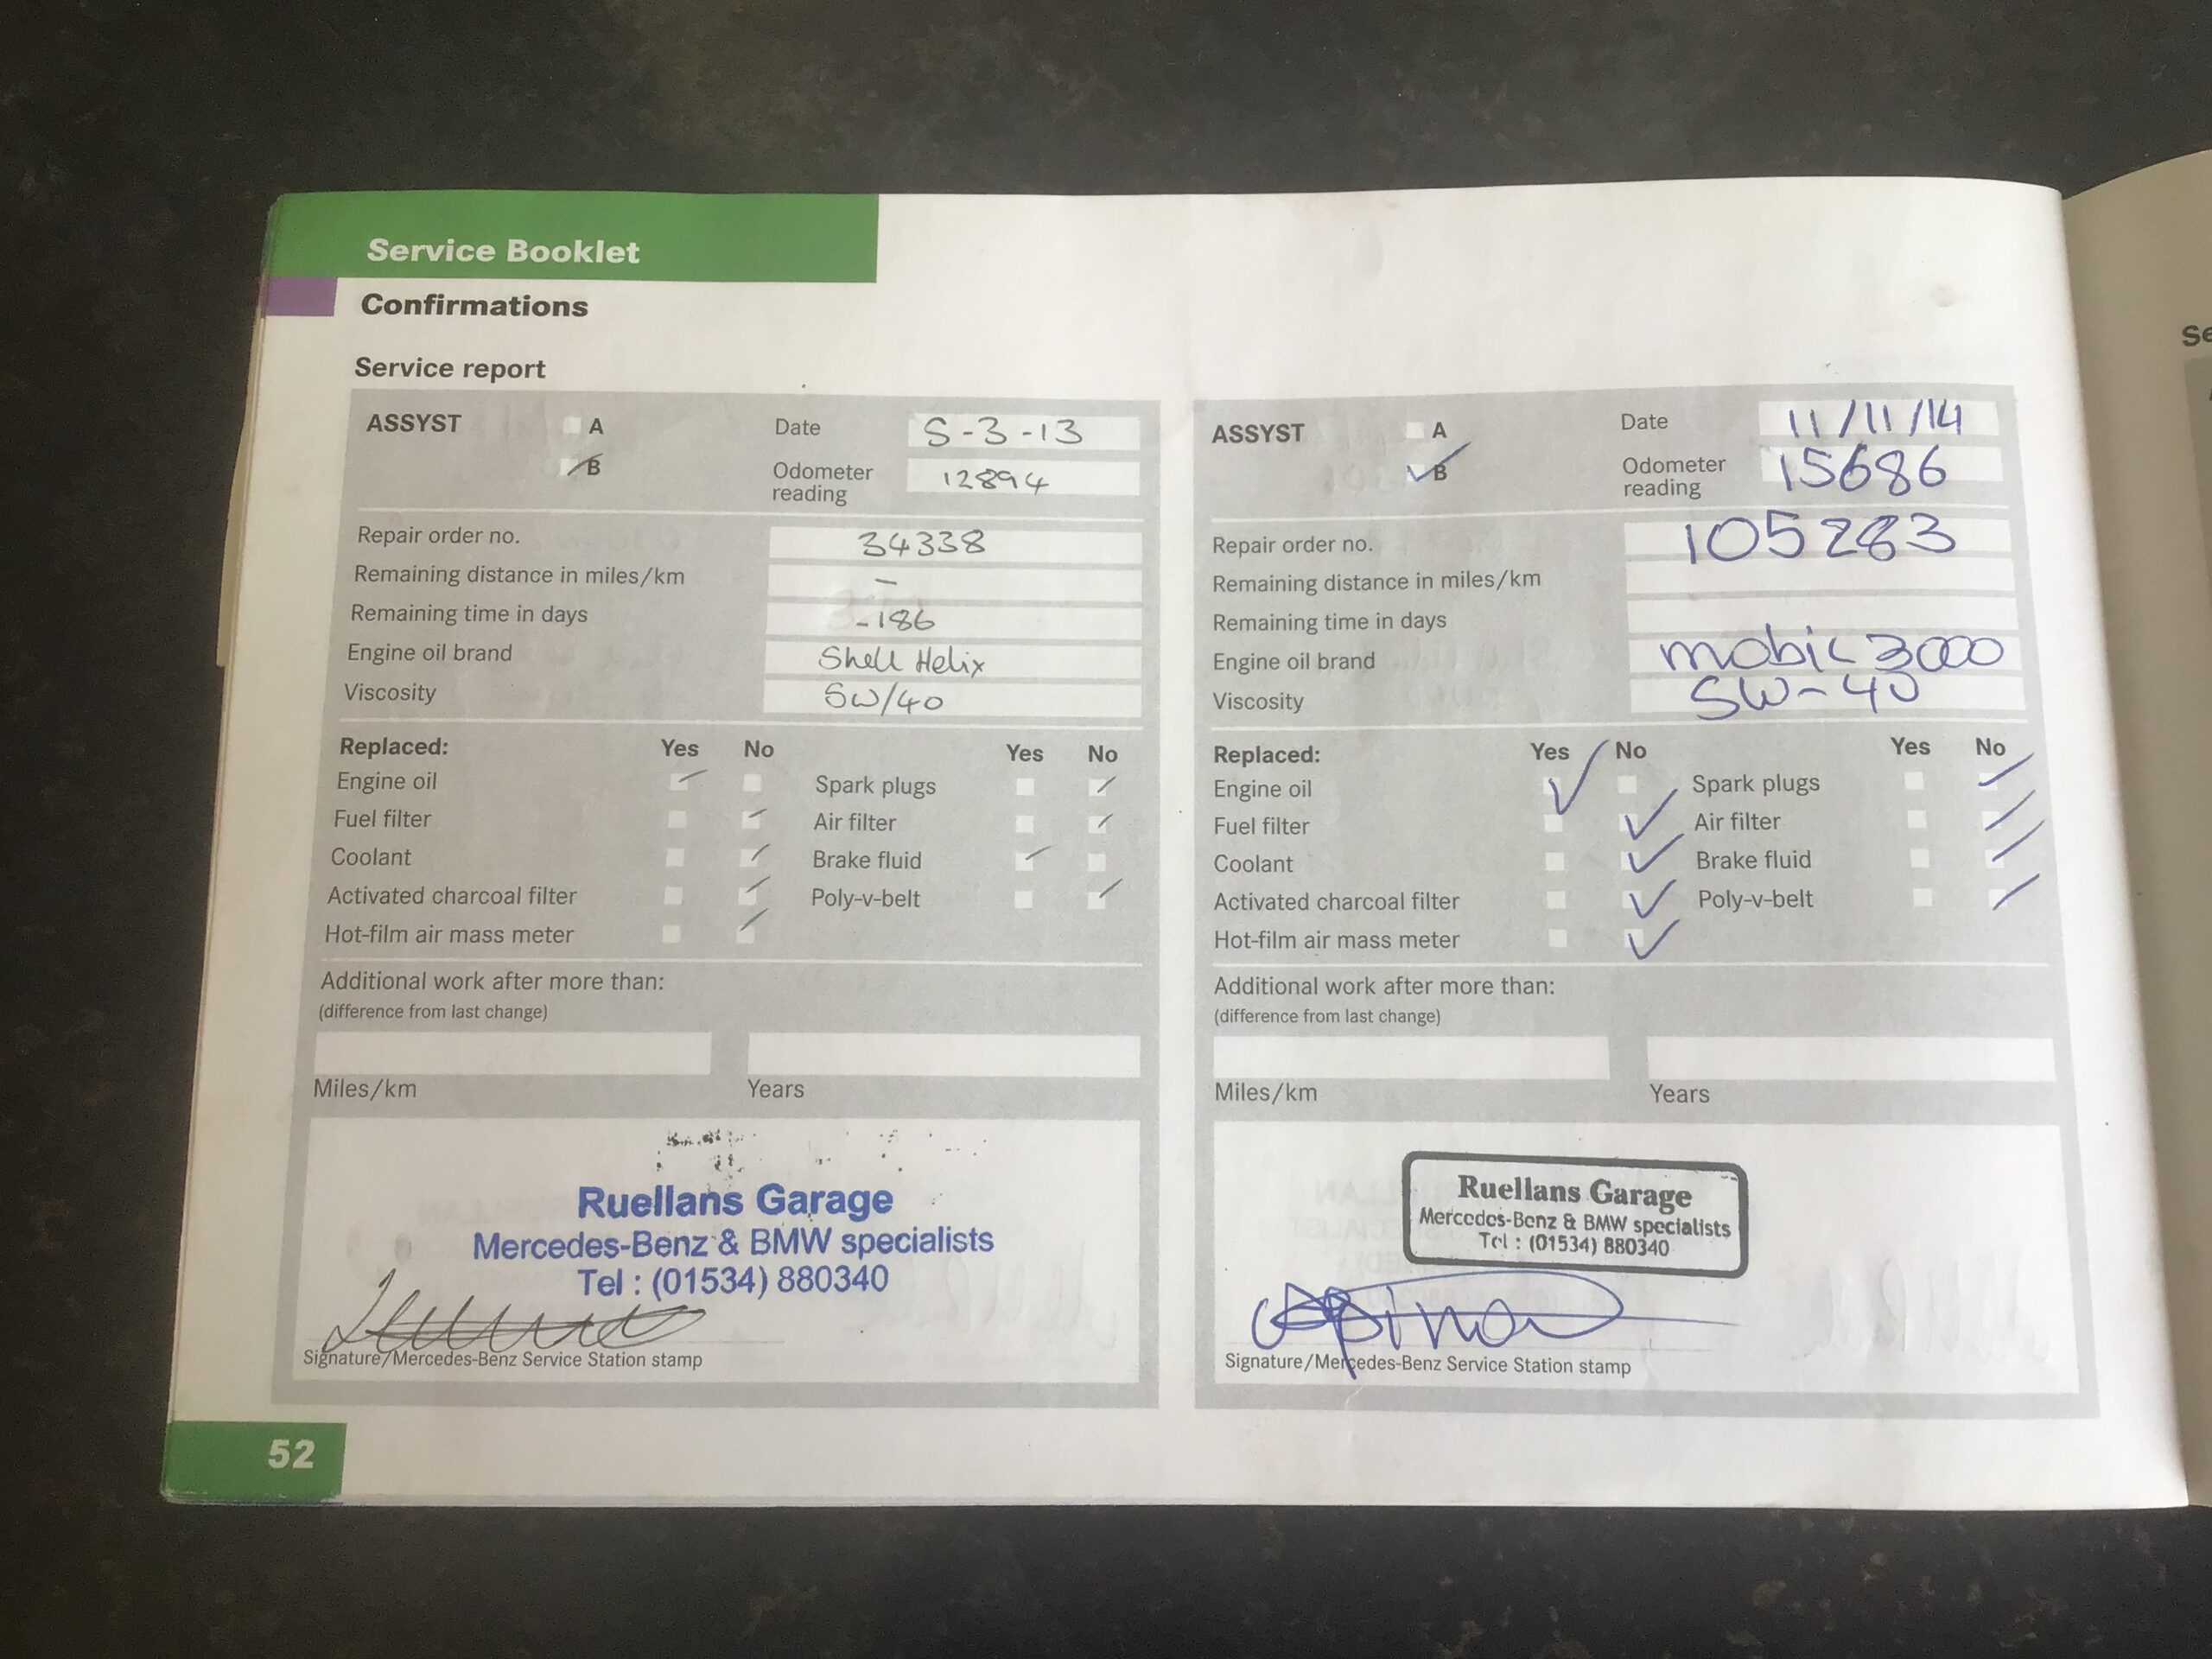 Service Booklet
Confirmations
Service report
ASSYST A Date 5-3-13
B Odometer reading 12894
Repair order no. 34338
Remaining distance in miles/km –
Remaining time in days -186
Engine oil brand Shell Helix
Viscosity 5W/40
Replaced: Yes No Yes No
Engine oil Spark plugs
Fuel filter Air filter
Coolant Brake fluid
Activated charcoal filter Poly-v-belt
Hot-film air mass meter
Additional work after more than:
(difference from last change)
Miles/km Years
Ruellans Garage
Mercedes-Benz & BMW specialists
Tel : (01534) 880340
Signature/Mercedes-Benz Service Station stamp
ASSYST A Date 11/11/14
B Odometer reading 15686
Repair order no. 105283
Remaining distance in miles/km
Remaining time in days
Engine oil brand mobil 3000
Viscosity 5W-40
Replaced: Yes No Yes No
Engine oil Spark plugs
Fuel filter Air filter
Coolant Brake fluid
Activated charcoal filter Poly-v-belt
Hot-film air mass meter
Additional work after more than:
(difference from last change)
Miles/km Years
Ruellans Garage
Mercedes-Benz & BMW specialists
Tel : (01534) 880340
Signature/Mercedes-Benz Service Station stamp
52
Se